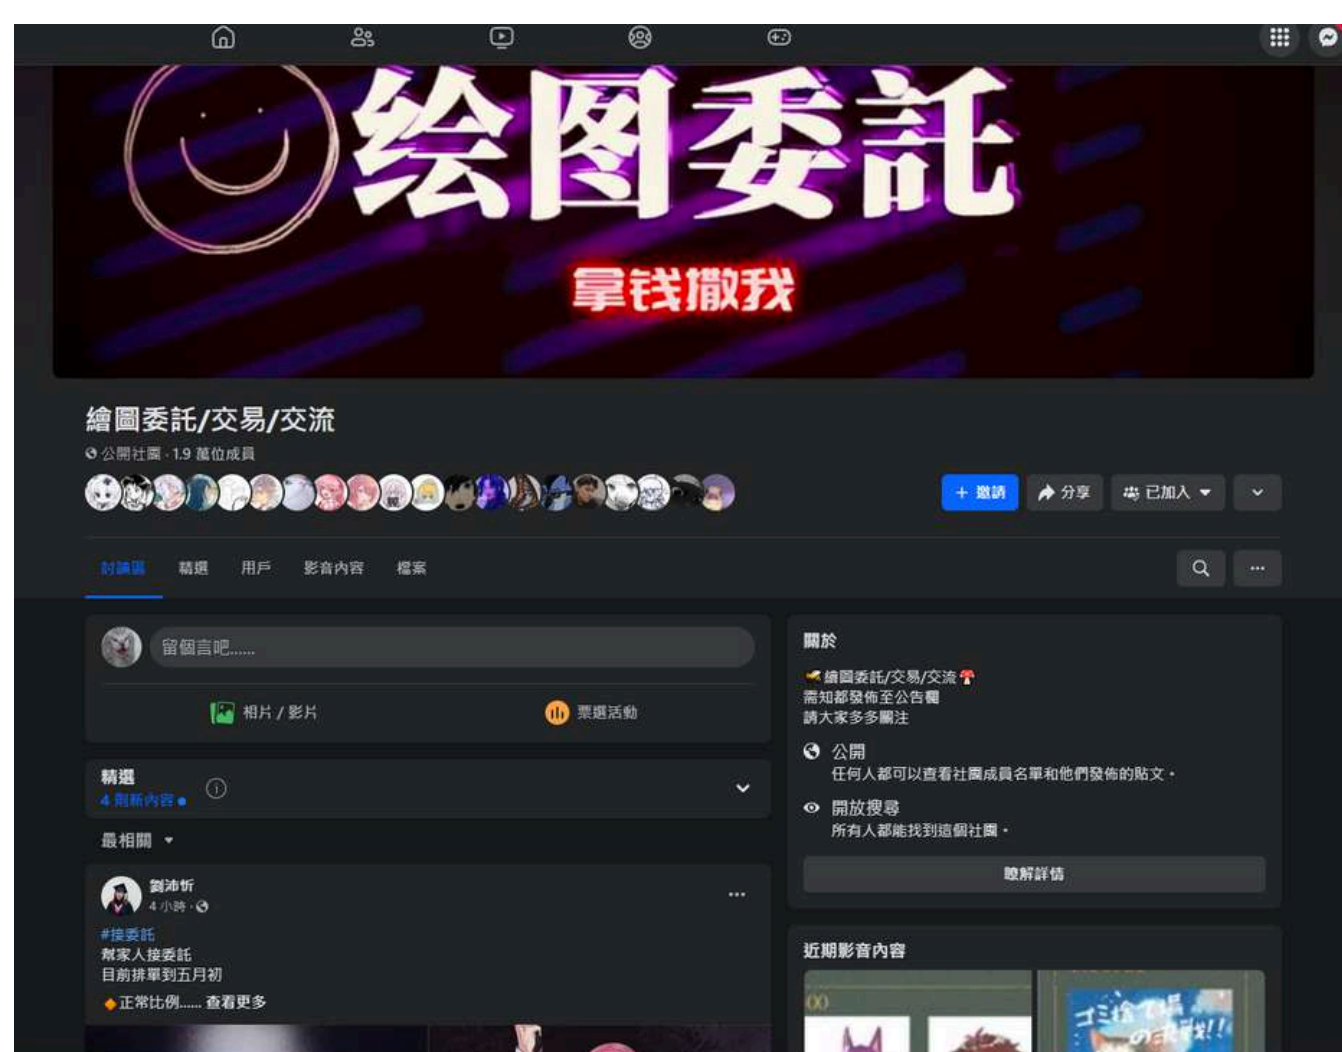 绘图委託
拿钱撒我
繪圖委託/交易/交流
公開社團 · 1.9 萬位成員
+ 邀請
分享
已加入
討論區
精選
用戶
影音內容
檔案
留個言吧......
相片 / 影片
票選活動
精選
4 則新內容
最相關
劉沛忻
4 小時
#接委託
幫家人接委託
目前排單到五月初
正常比例...... 查看更多
關於
繪圖委託/交易/交流
需知都發佈至公告欄
請大家多多關注
公開
任何人都可以查看社團成員名單和他們發佈的貼文。
開放搜尋
所有人都能找到這個社團。
瞭解詳情
近期影音內容
00
ゴミ捨て場
の決戦!!